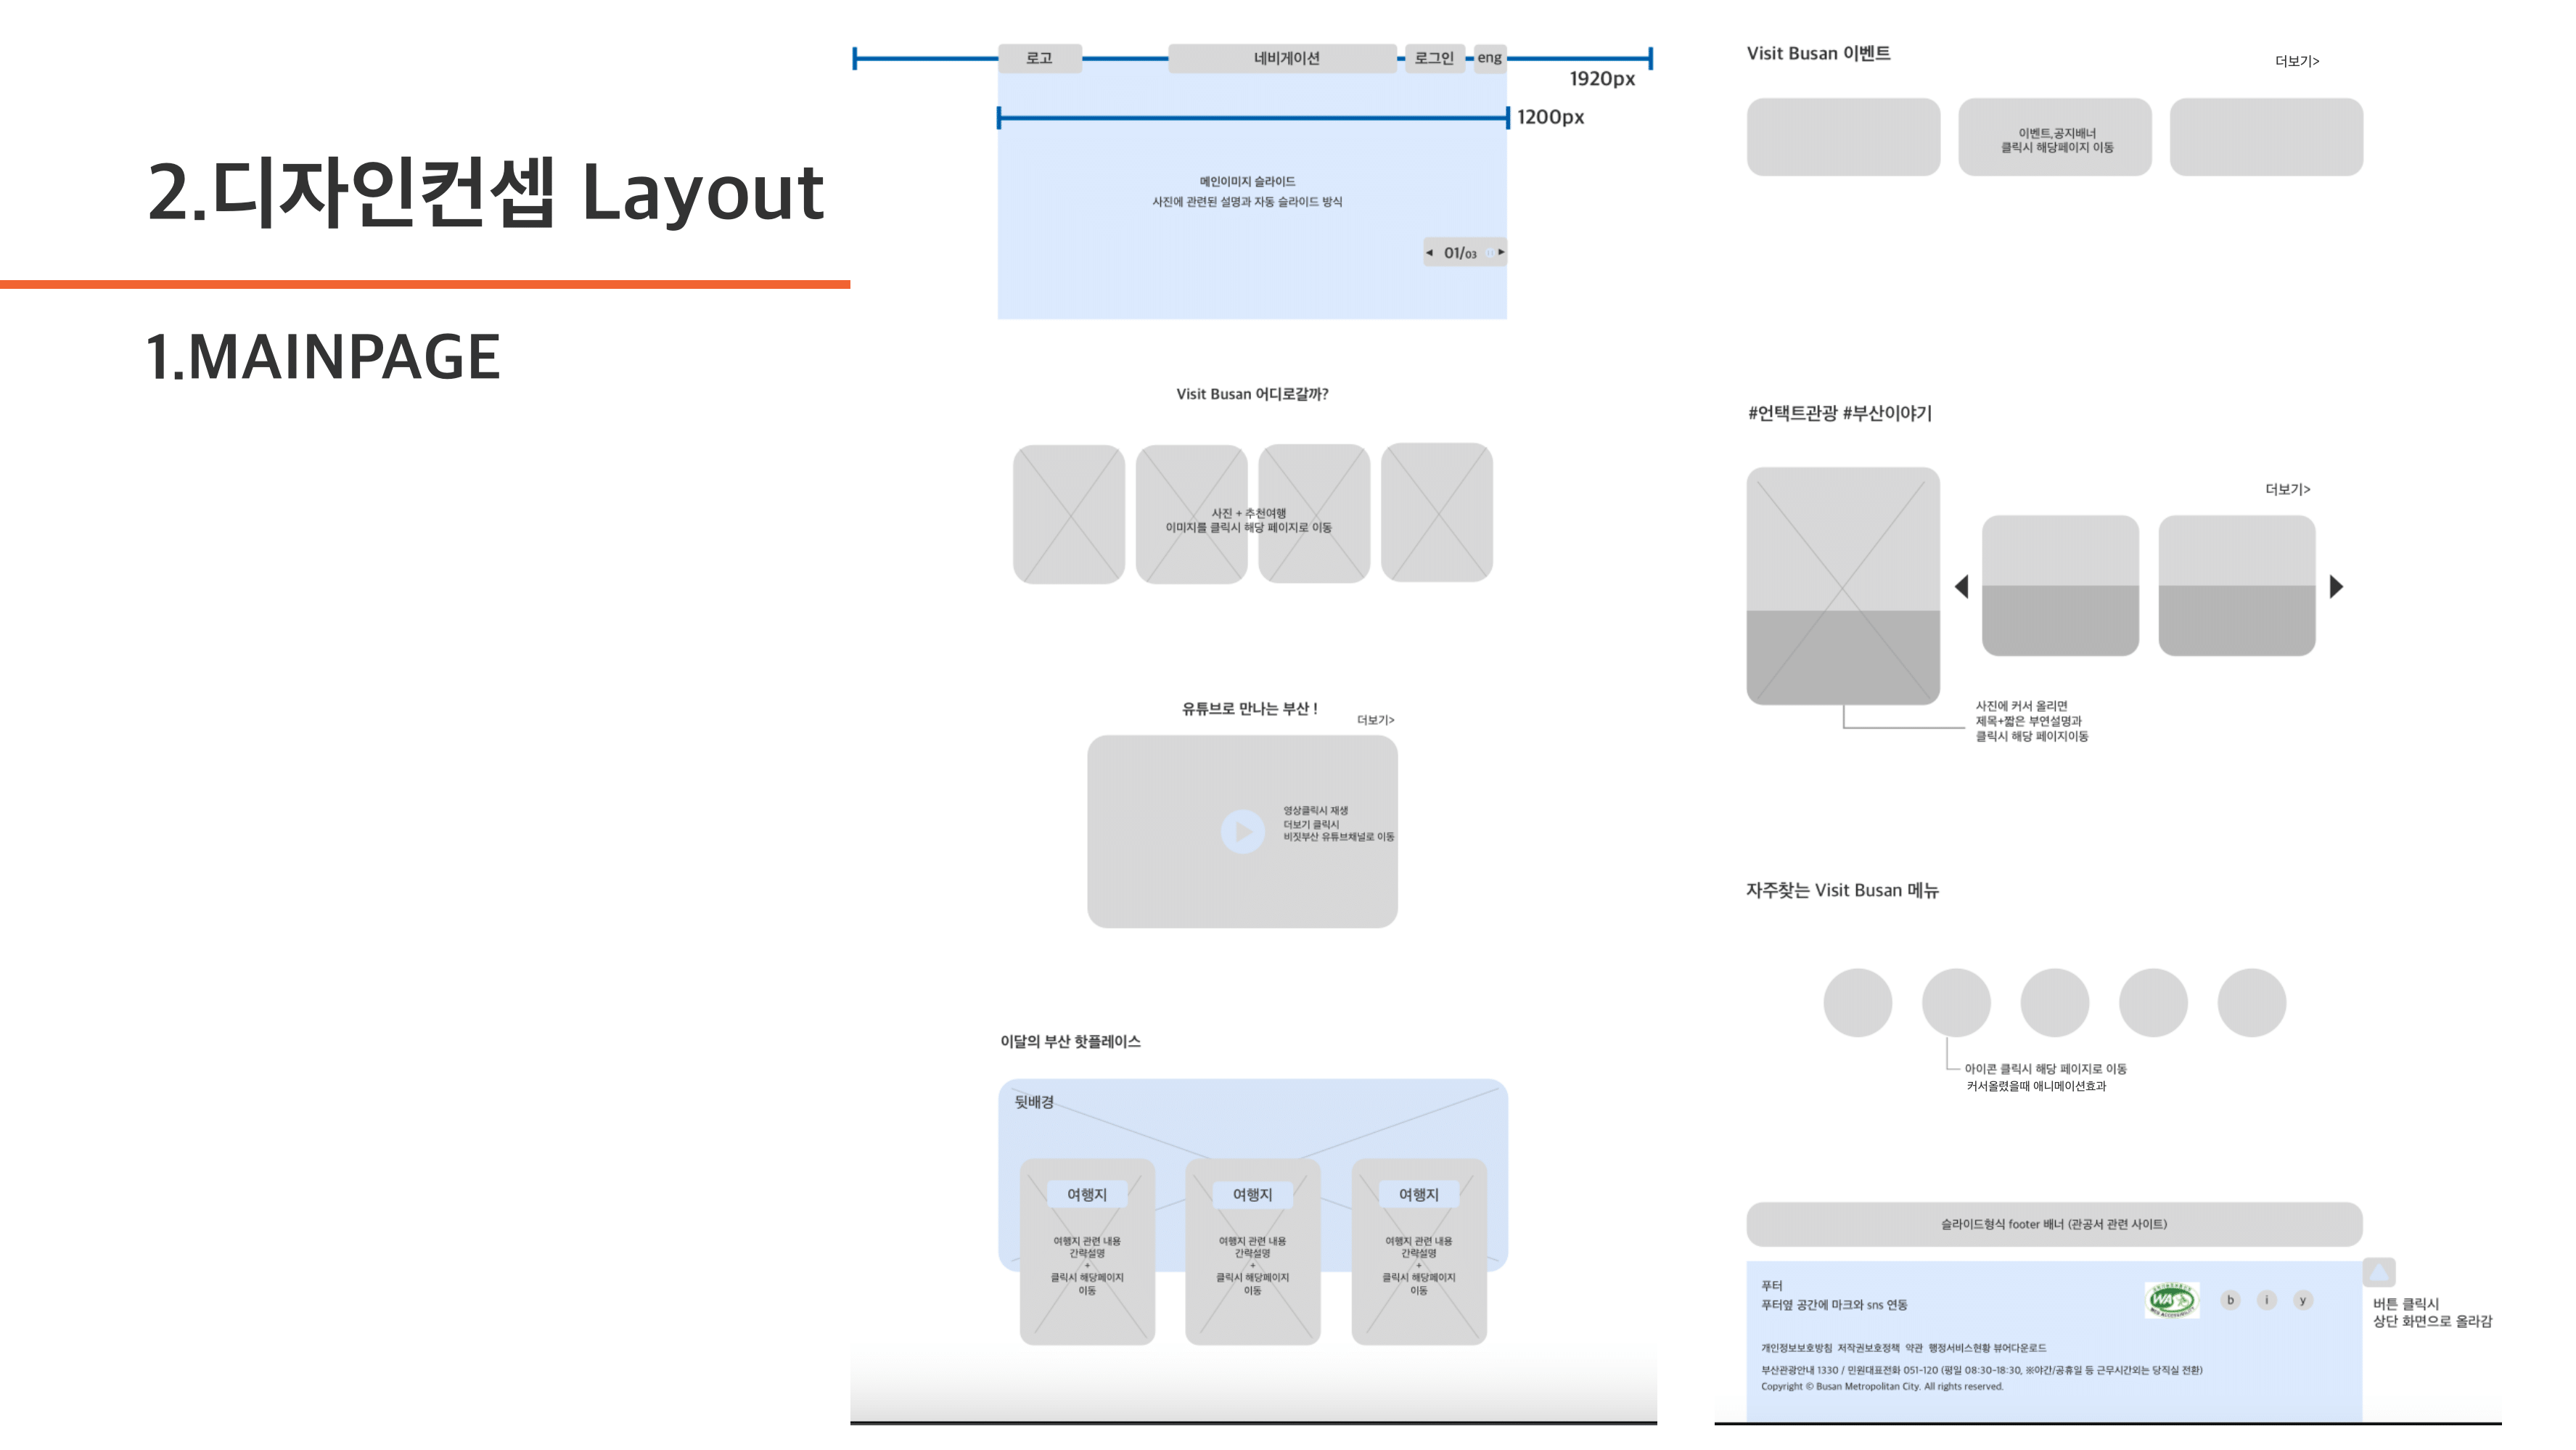 2.디자인컨셉 Layout
1.MAINPAGE
로고
네비게이션
로그인
eng
1920px
1200px
메인이미지 슬라이드
사진에 관련된 설명과 자동 슬라이드 방식
◀ 01/03 ▶
Visit Busan 어디로갈까?
사진 + 추천여행
이미지를 클릭시 해당 페이지로 이동
유튜브로 만나는 부산 !
더보기>
영상클릭시 재생
더보기 클릭시
비짓부산 유튜브채널로 이동
이달의 부산 핫플레이스
뒷배경
여행지
여행지 관련 내용
간략설명
+
클릭시 해당페이지
이동
여행지
여행지 관련 내용
간략설명
+
클릭시 해당페이지
이동
여행지
여행지 관련 내용
간략설명
+
클릭시 해당페이지
이동
Visit Busan 이벤트
더보기>
이벤트,공지배너
클릭시 해당페이지 이동
#언택트관광 #부산이야기
더보기>
사진에 커서 올리면
제목+짧은 부연설명과
클릭시 해당 페이지이동
자주찾는 Visit Busan 메뉴
아이콘 클릭시 해당 페이지로 이동
커서올렸을때 애니메이션효과
슬라이드형식 footer 배너 (관공서 관련 사이트)
푸터
푸터옆 공간에 마크와 sns 연동
WA
WEB ACCESSIBILITY
b
i
y
버튼 클릭시
상단 화면으로 올라감
개인정보보호방침 저작권보호정책 약관 행정서비스현황 뷰어다운로드
부산관광안내 1330 / 민원대표전화 051-120 (평일 08:30-18:30, ※야간/공휴일 등 근무시간외는 당직실 전환)
Copyright © Busan Metropolitan City. All rights reserved.